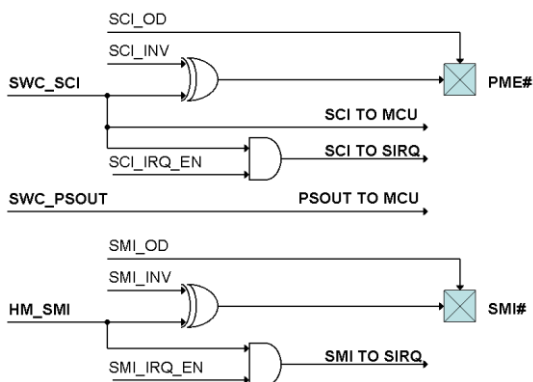 SCI_OD
SCI_INV
SWC_SCI
PME#
SCI TO MCU
SCI TO SIRQ
SCI_IRQ_EN
SWC_PSOUT PSOUT TO MCU
SMI_OD
SMI_INV
HM_SMI
SMI#
SMI TO SIRQ
SMI_IRQ_EN